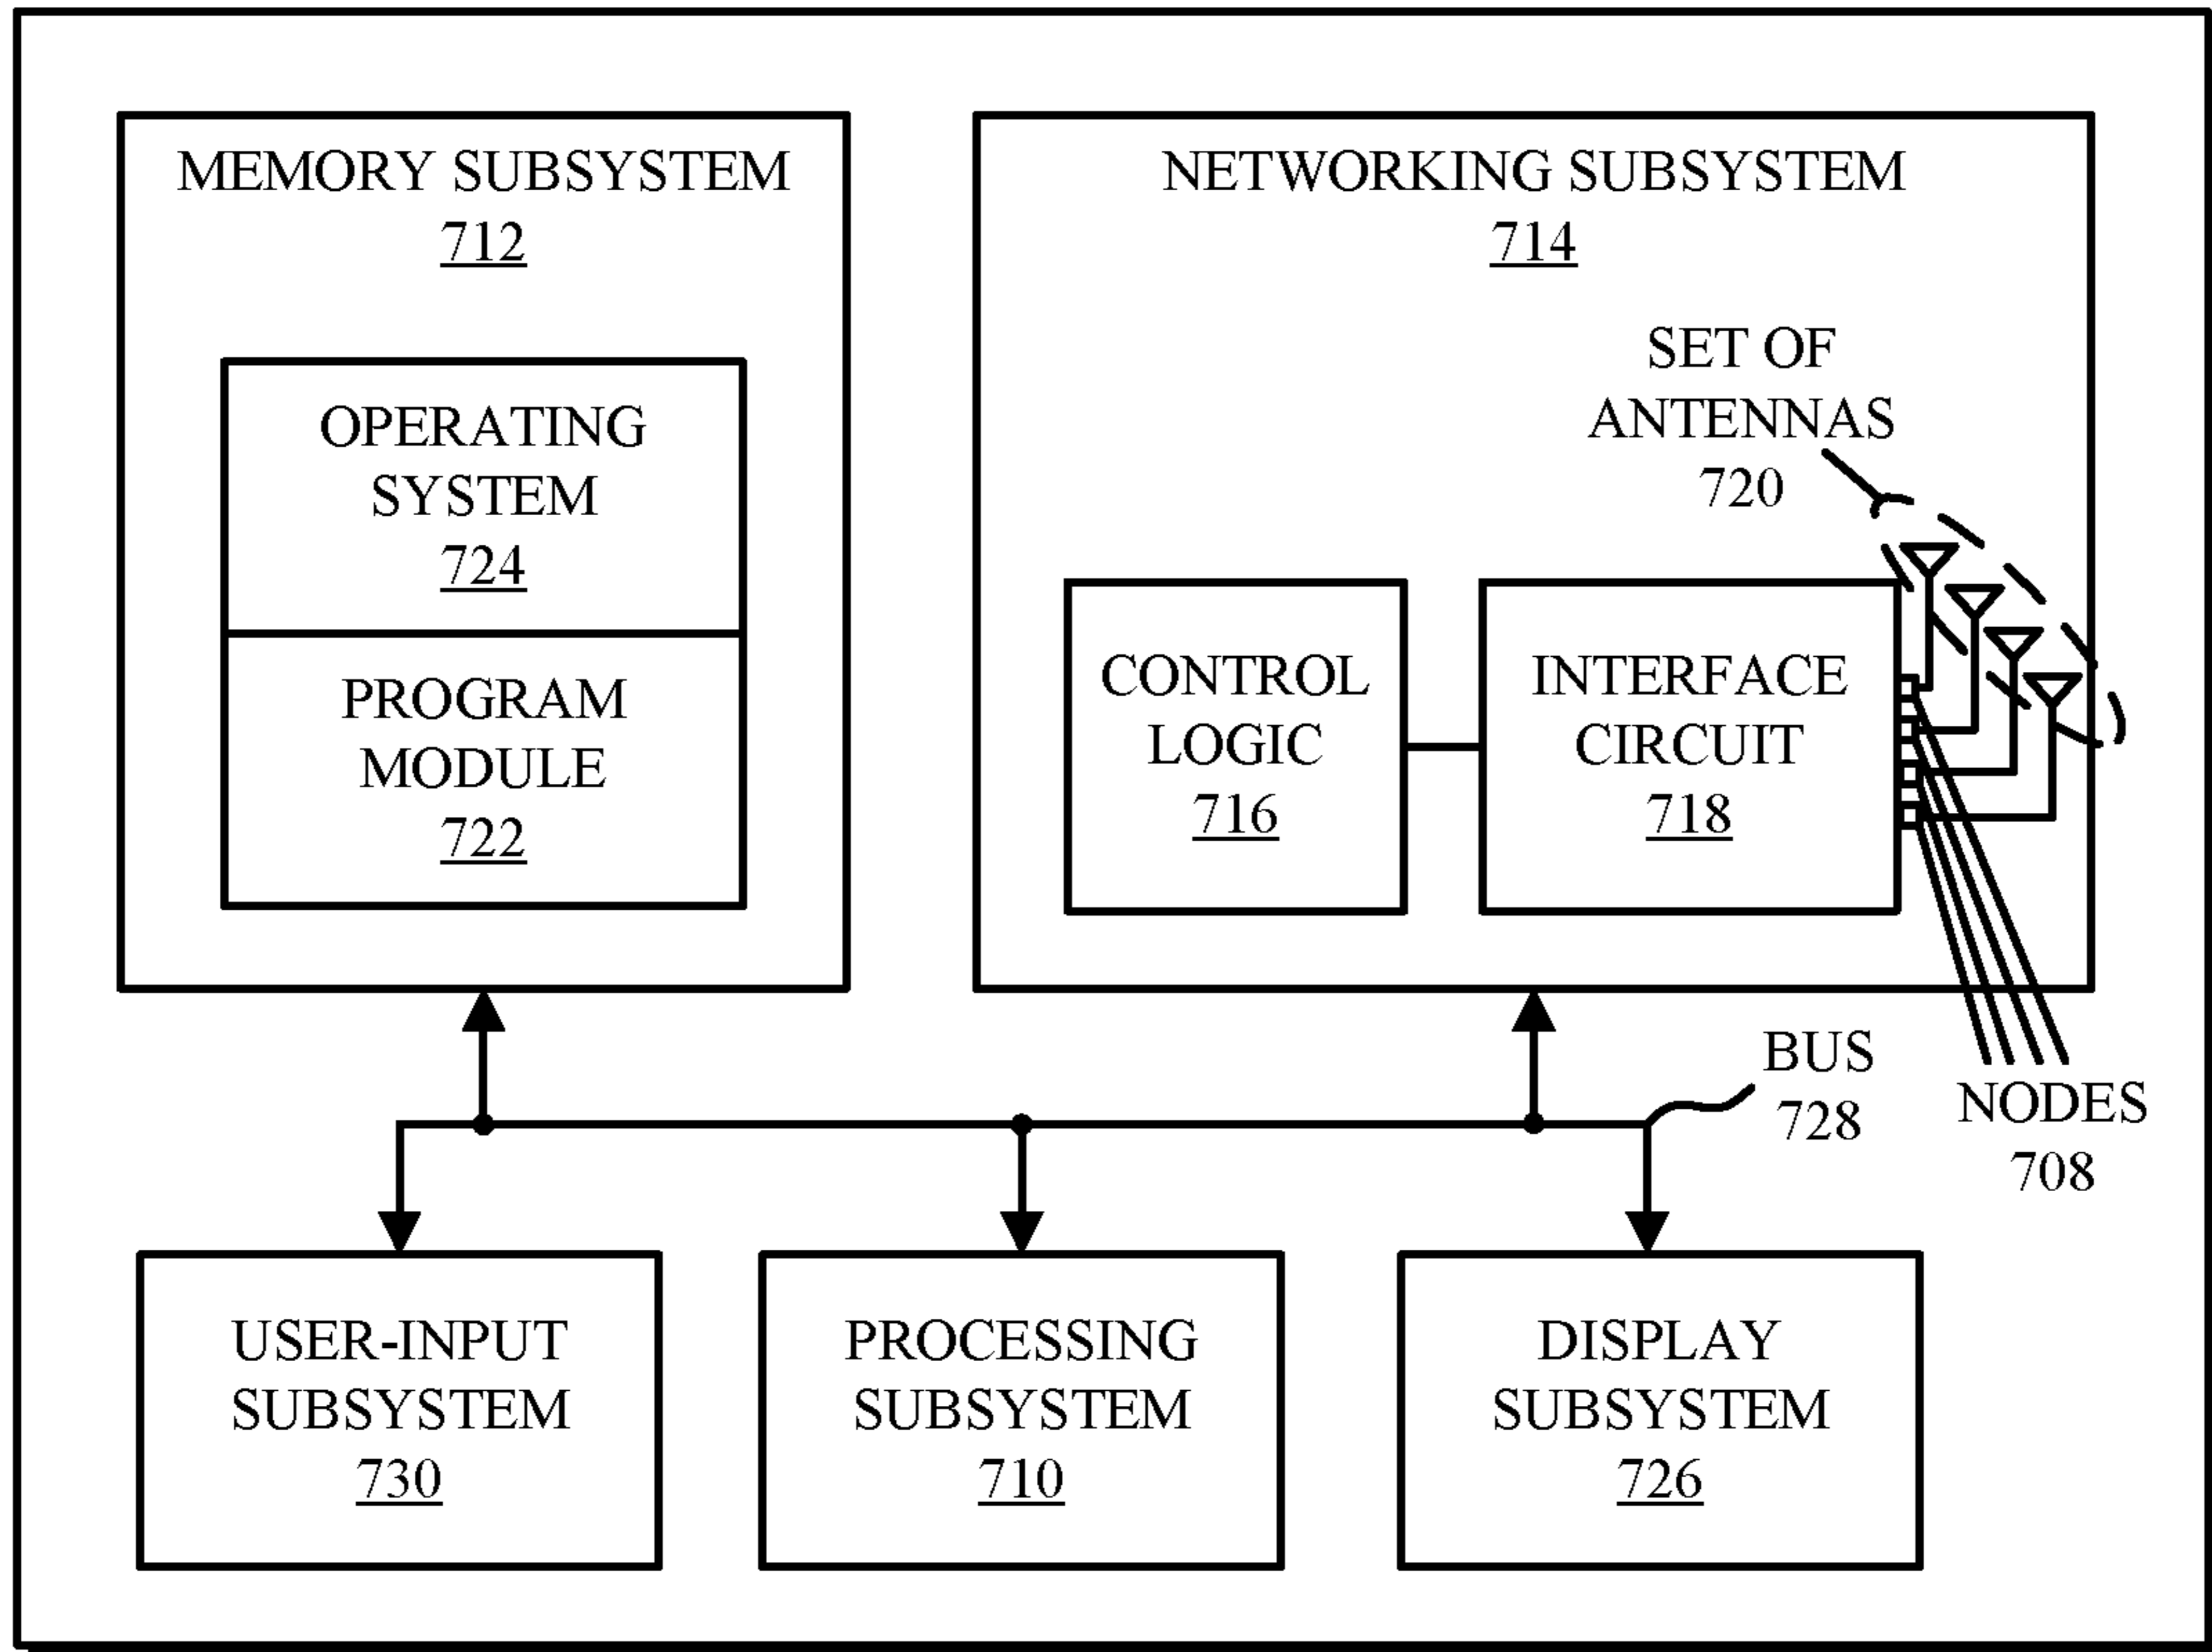 MEMORY SUBSYSTEM
712
OPERATING
SYSTEM
724
PROGRAM
MODULE
722
NETWORKING SUBSYSTEM
714
SET OF
ANTENNAS
720
CONTROL
LOGIC
716
INTERFACE
CIRCUIT
718
BUS
728
NODES
708
USER-INPUT
SUBSYSTEM
730
PROCESSING
SUBSYSTEM
710
DISPLAY
SUBSYSTEM
726